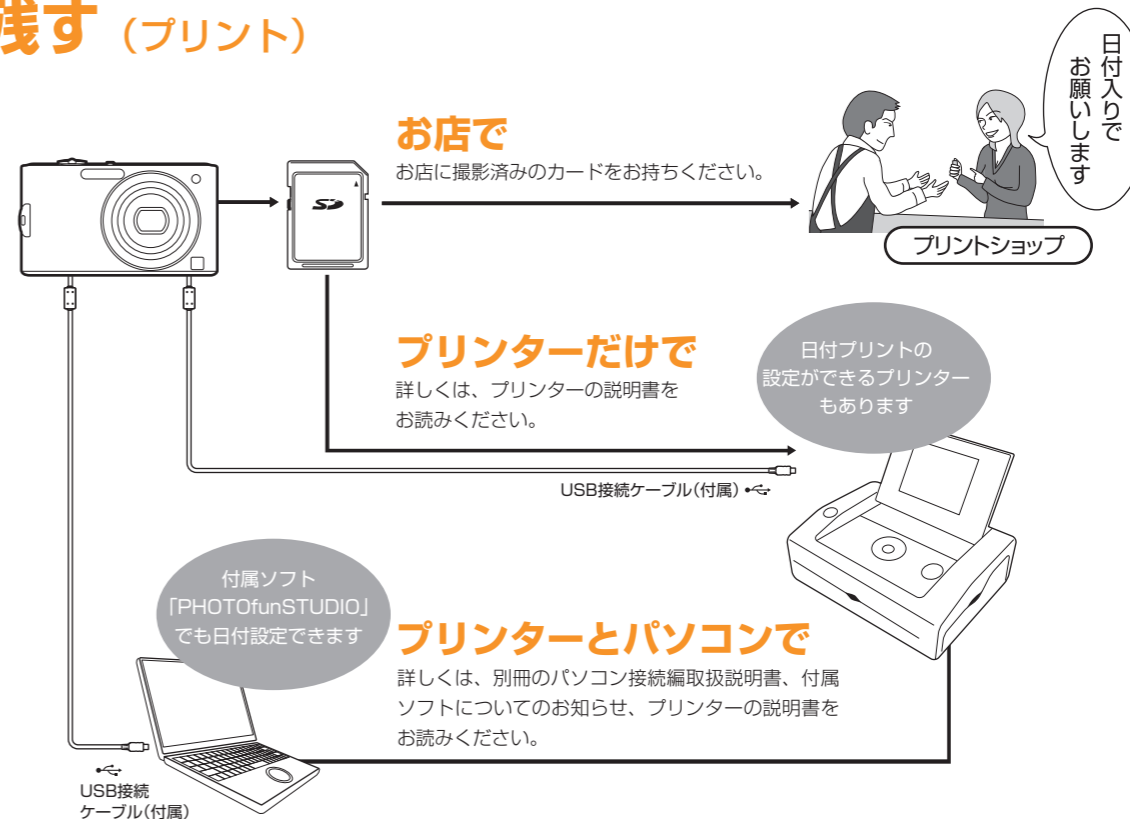 残す（プリント）
日付入りで
お願いします
お店で
お店に撮影済みのカードをお持ちください。
プリントショップ
プリンターだけで
詳しくは、プリンターの説明書を
お読みください。
日付プリントの
設定ができるプリンター
もあります
USB接続ケーブル（付属）
付属ソフト
「PHOTOfunSTUDIO」
でも日付設定できます
プリンターとパソコンで
詳しくは、別冊のパソコン接続編取扱説明書、付属
ソフトについてのお知らせ、プリンターの説明書を
お読みください。
USB接続
ケーブル（付属）
SD